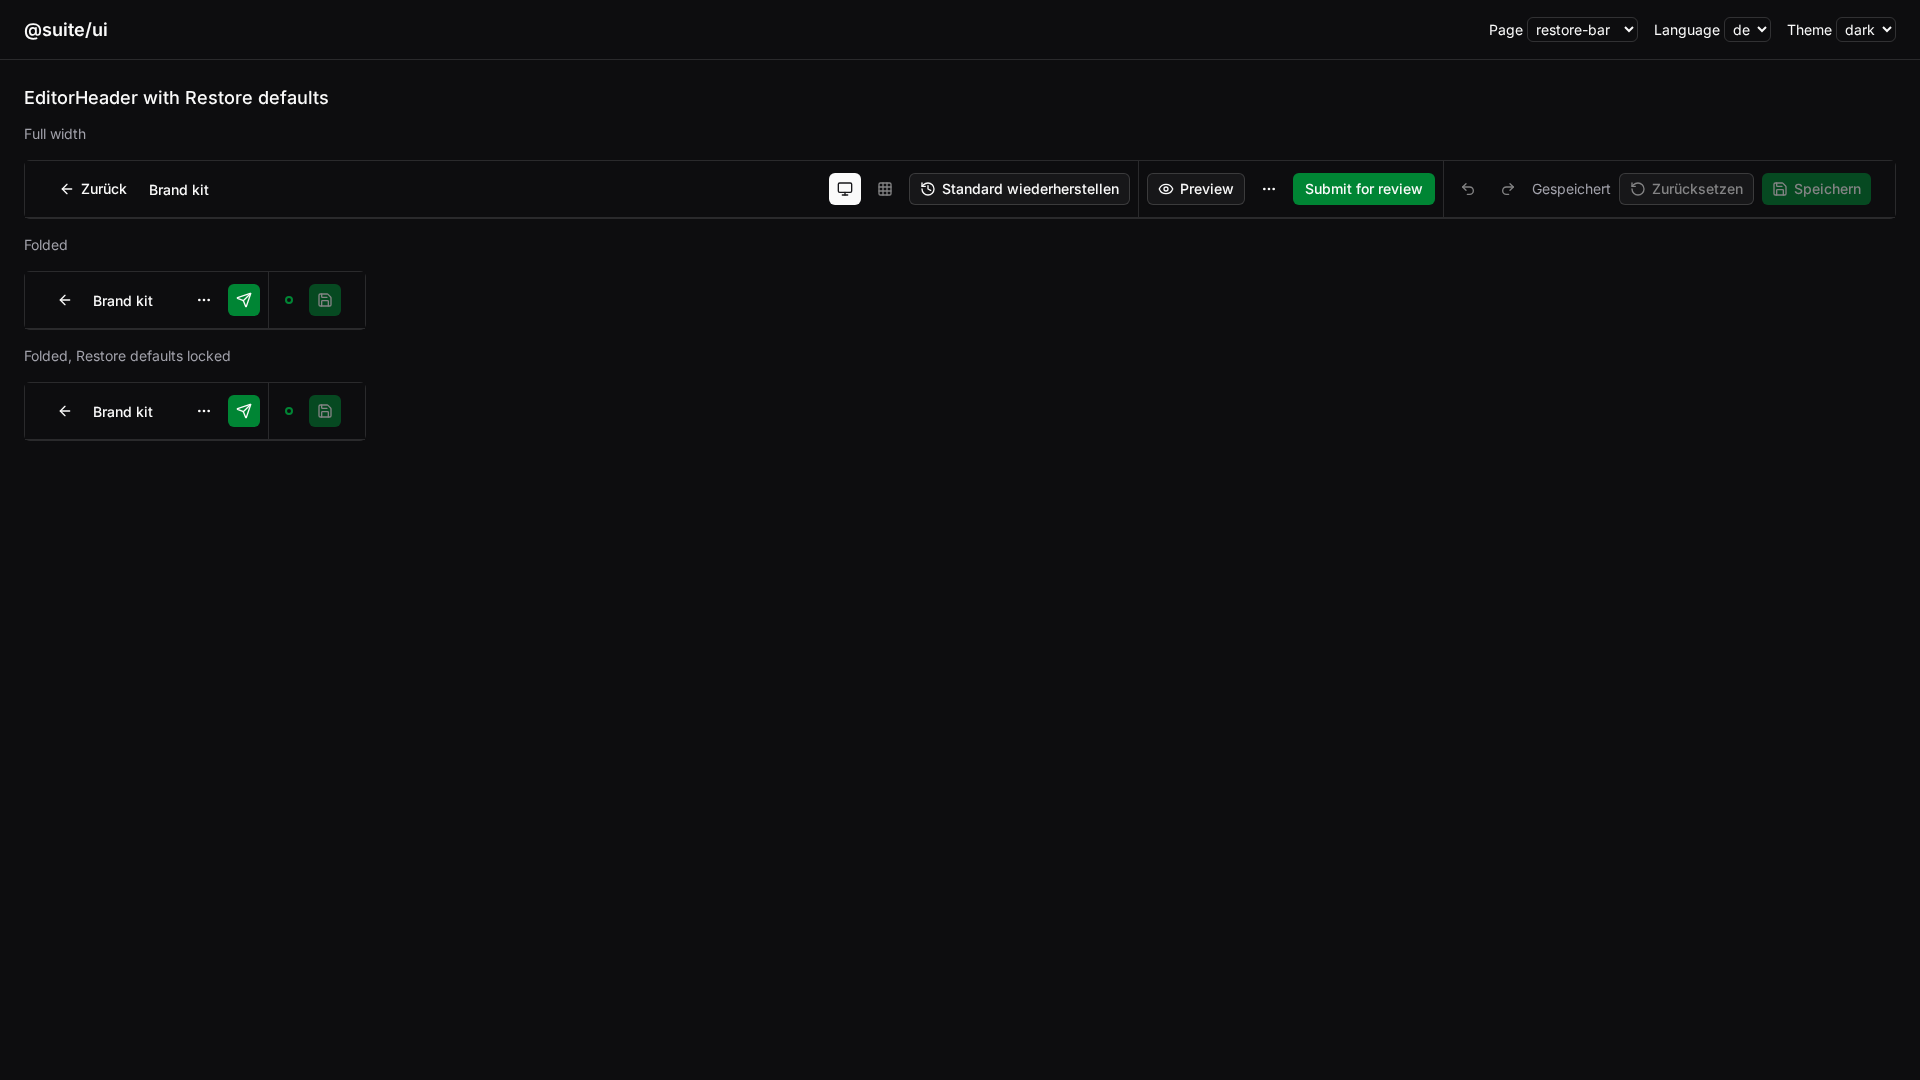 @suite/ui
Page restore-bar Language de Theme dark
EditorHeader with Restore defaults
Full width
Zurück Brand kit Standard wiederherstellen Preview Submit for review Gespeichert Zurücksetzen Speichern
Folded
Brand kit
Folded, Restore defaults locked
Brand kit